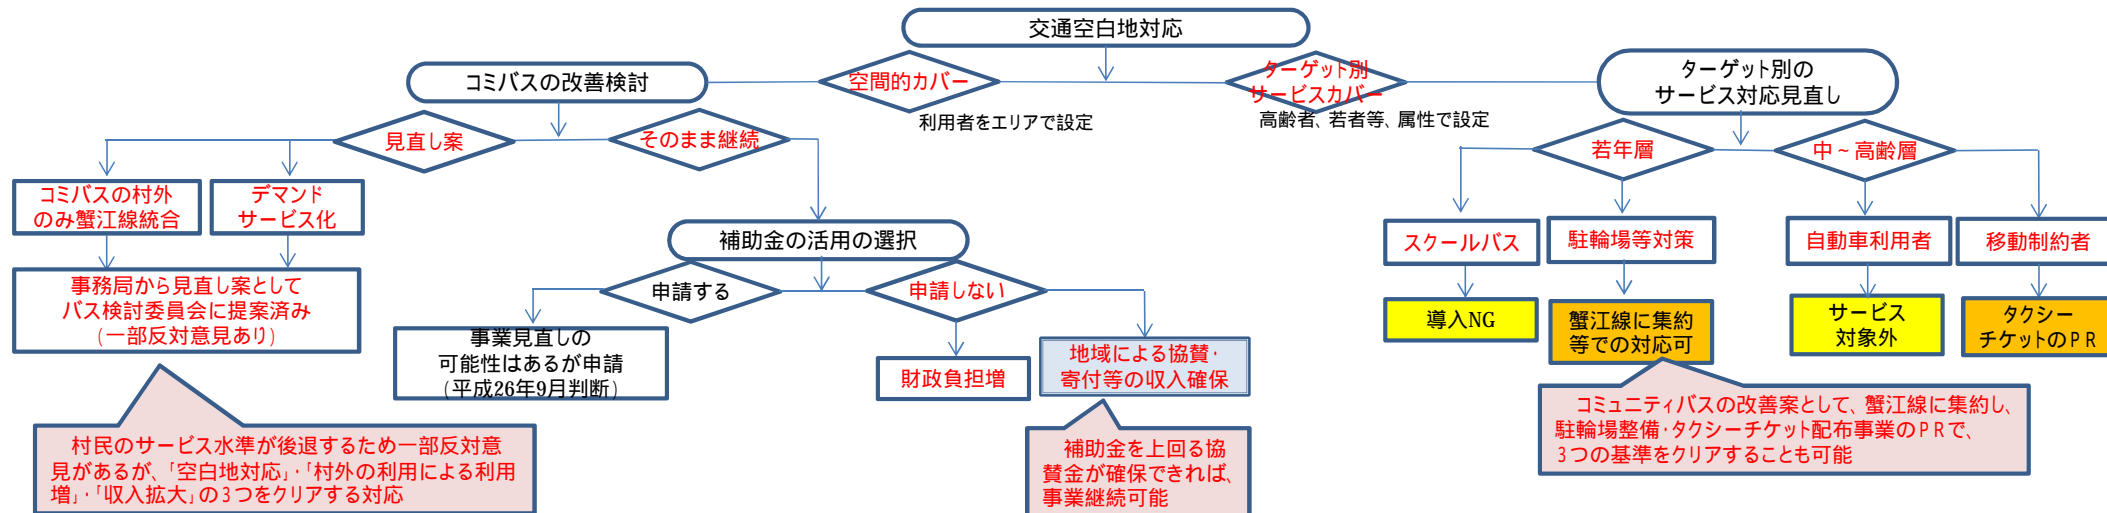 交通空白地対応
コミバスの改善検討
空間的カバー
ターゲット別
サービスカバー
ターゲット別の
サービス対応見直し
利用者をエリアで設定
高齢者、若者等、属性で設定
見直し案
そのまま継続
若年層
中～高齢層
コミバスの村外
のみ蟹江線統合
デマンド
サービス化
補助金の活用の選択
スクールバス
駐輪場等対策
自動車利用者
移動制約者
事務局から見直し案として
バス検討委員会に提案済み
（一部反対意見あり）
申請する
申請しない
導入NG
蟹江線に集約
等での対応可
サービス
対象外
タクシー
チケットのPR
事業見直しの
可能性はあるが申請
（平成26年9月判断）
財政負担増
地域による協賛・
寄付等の収入確保
村民のサービス水準が後退するため一部反対意
見があるが、「空白地対応」・「村外の利用による利用
増」・「収入拡大」の3つをクリアする対応
補助金を上回る協
賛金が確保できれば、
事業継続可能
コミュニティバスの改善案として、蟹江線に集約し、
駐輪場整備・タクシーチケット配布事業のPRで、
3つの基準をクリアすることも可能